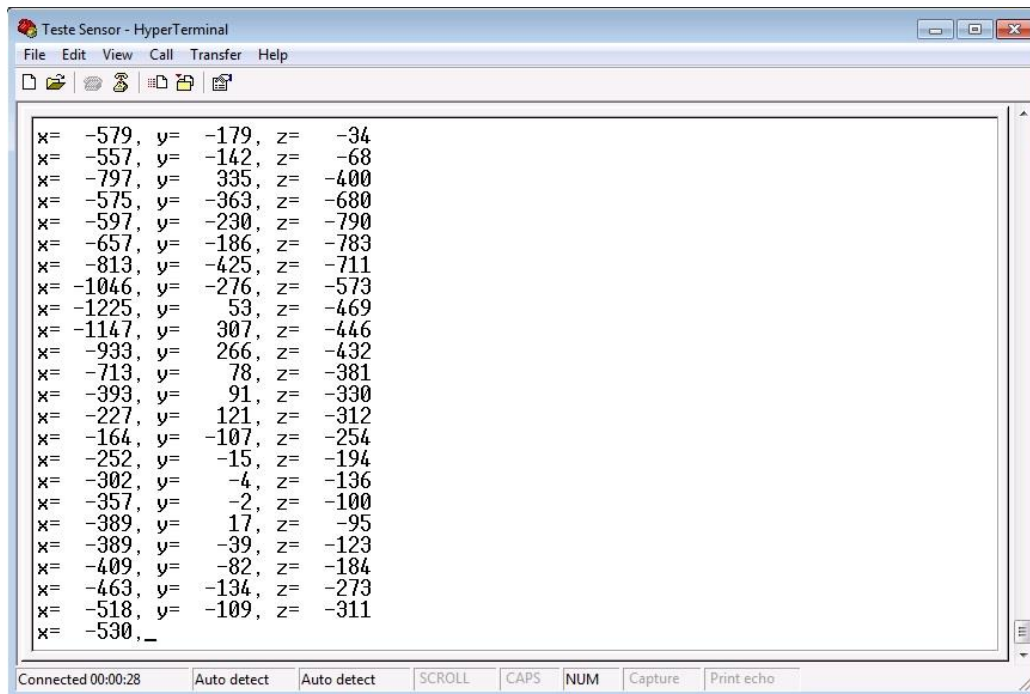 Teste Sensor - HyperTerminal
File Edit View Call Transfer Help
x=  -579, y=  -179, z=   -34
x=  -557, y=  -142, z=   -68
x=  -797, y=   335, z=  -400
x=  -575, y=  -363, z=  -680
x=  -597, y=  -230, z=  -790
x=  -657, y=  -186, z=  -783
x=  -813, y=  -425, z=  -711
x= -1046, y=  -276, z=  -573
x= -1225, y=    53, z=  -469
x= -1147, y=   307, z=  -446
x=  -933, y=   266, z=  -432
x=  -713, y=    78, z=  -381
x=  -393, y=    91, z=  -330
x=  -227, y=   121, z=  -312
x=  -164, y=  -107, z=  -254
x=  -252, y=   -15, z=  -194
x=  -302, y=    -4, z=  -136
x=  -357, y=    -2, z=  -100
x=  -389, y=    17, z=   -95
x=  -389, y=   -39, z=  -123
x=  -409, y=   -82, z=  -184
x=  -463, y=  -134, z=  -273
x=  -518, y=  -109, z=  -311
x=  -530,_
Connected 00:00:28 Auto detect Auto detect SCROLL CAPS NUM Capture Print echo